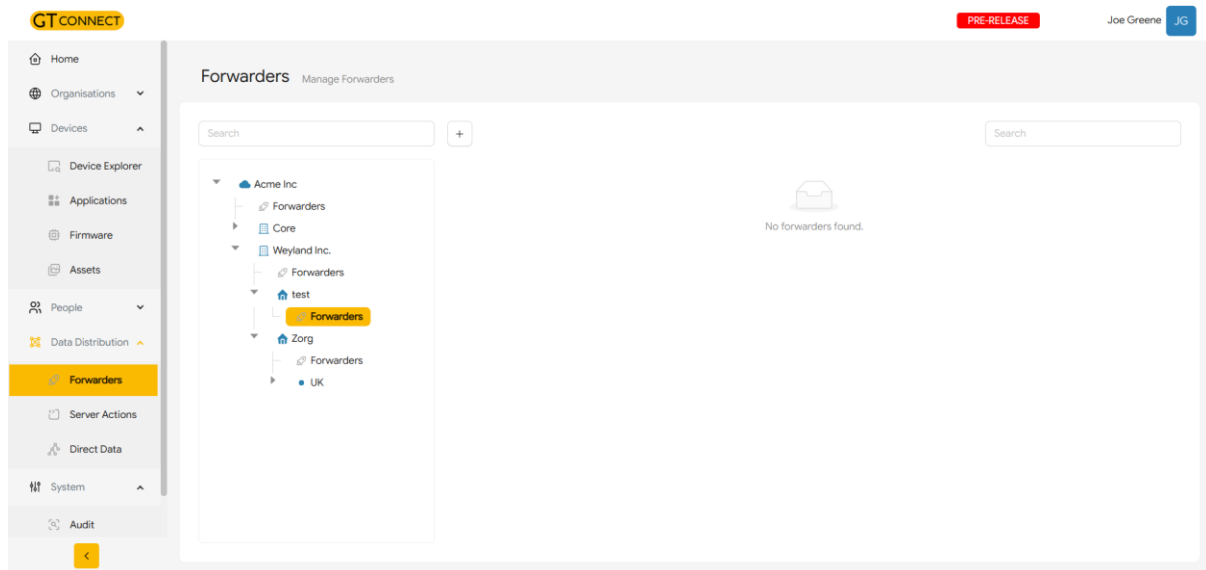 GT CONNECT
PRE-RELEASE
Joe Greene
JG
Home
Organisations
Devices
Device Explorer
Applications
Firmware
Assets
People
Data Distribution
Forwarders
Server Actions
Direct Data
System
Audit
Forwarders Manage Forwarders
Search
+
Search
Acme Inc
Forwarders
Core
Weyland Inc.
Forwarders
test
Forwarders
Zorg
Forwarders
UK
No forwarders found.